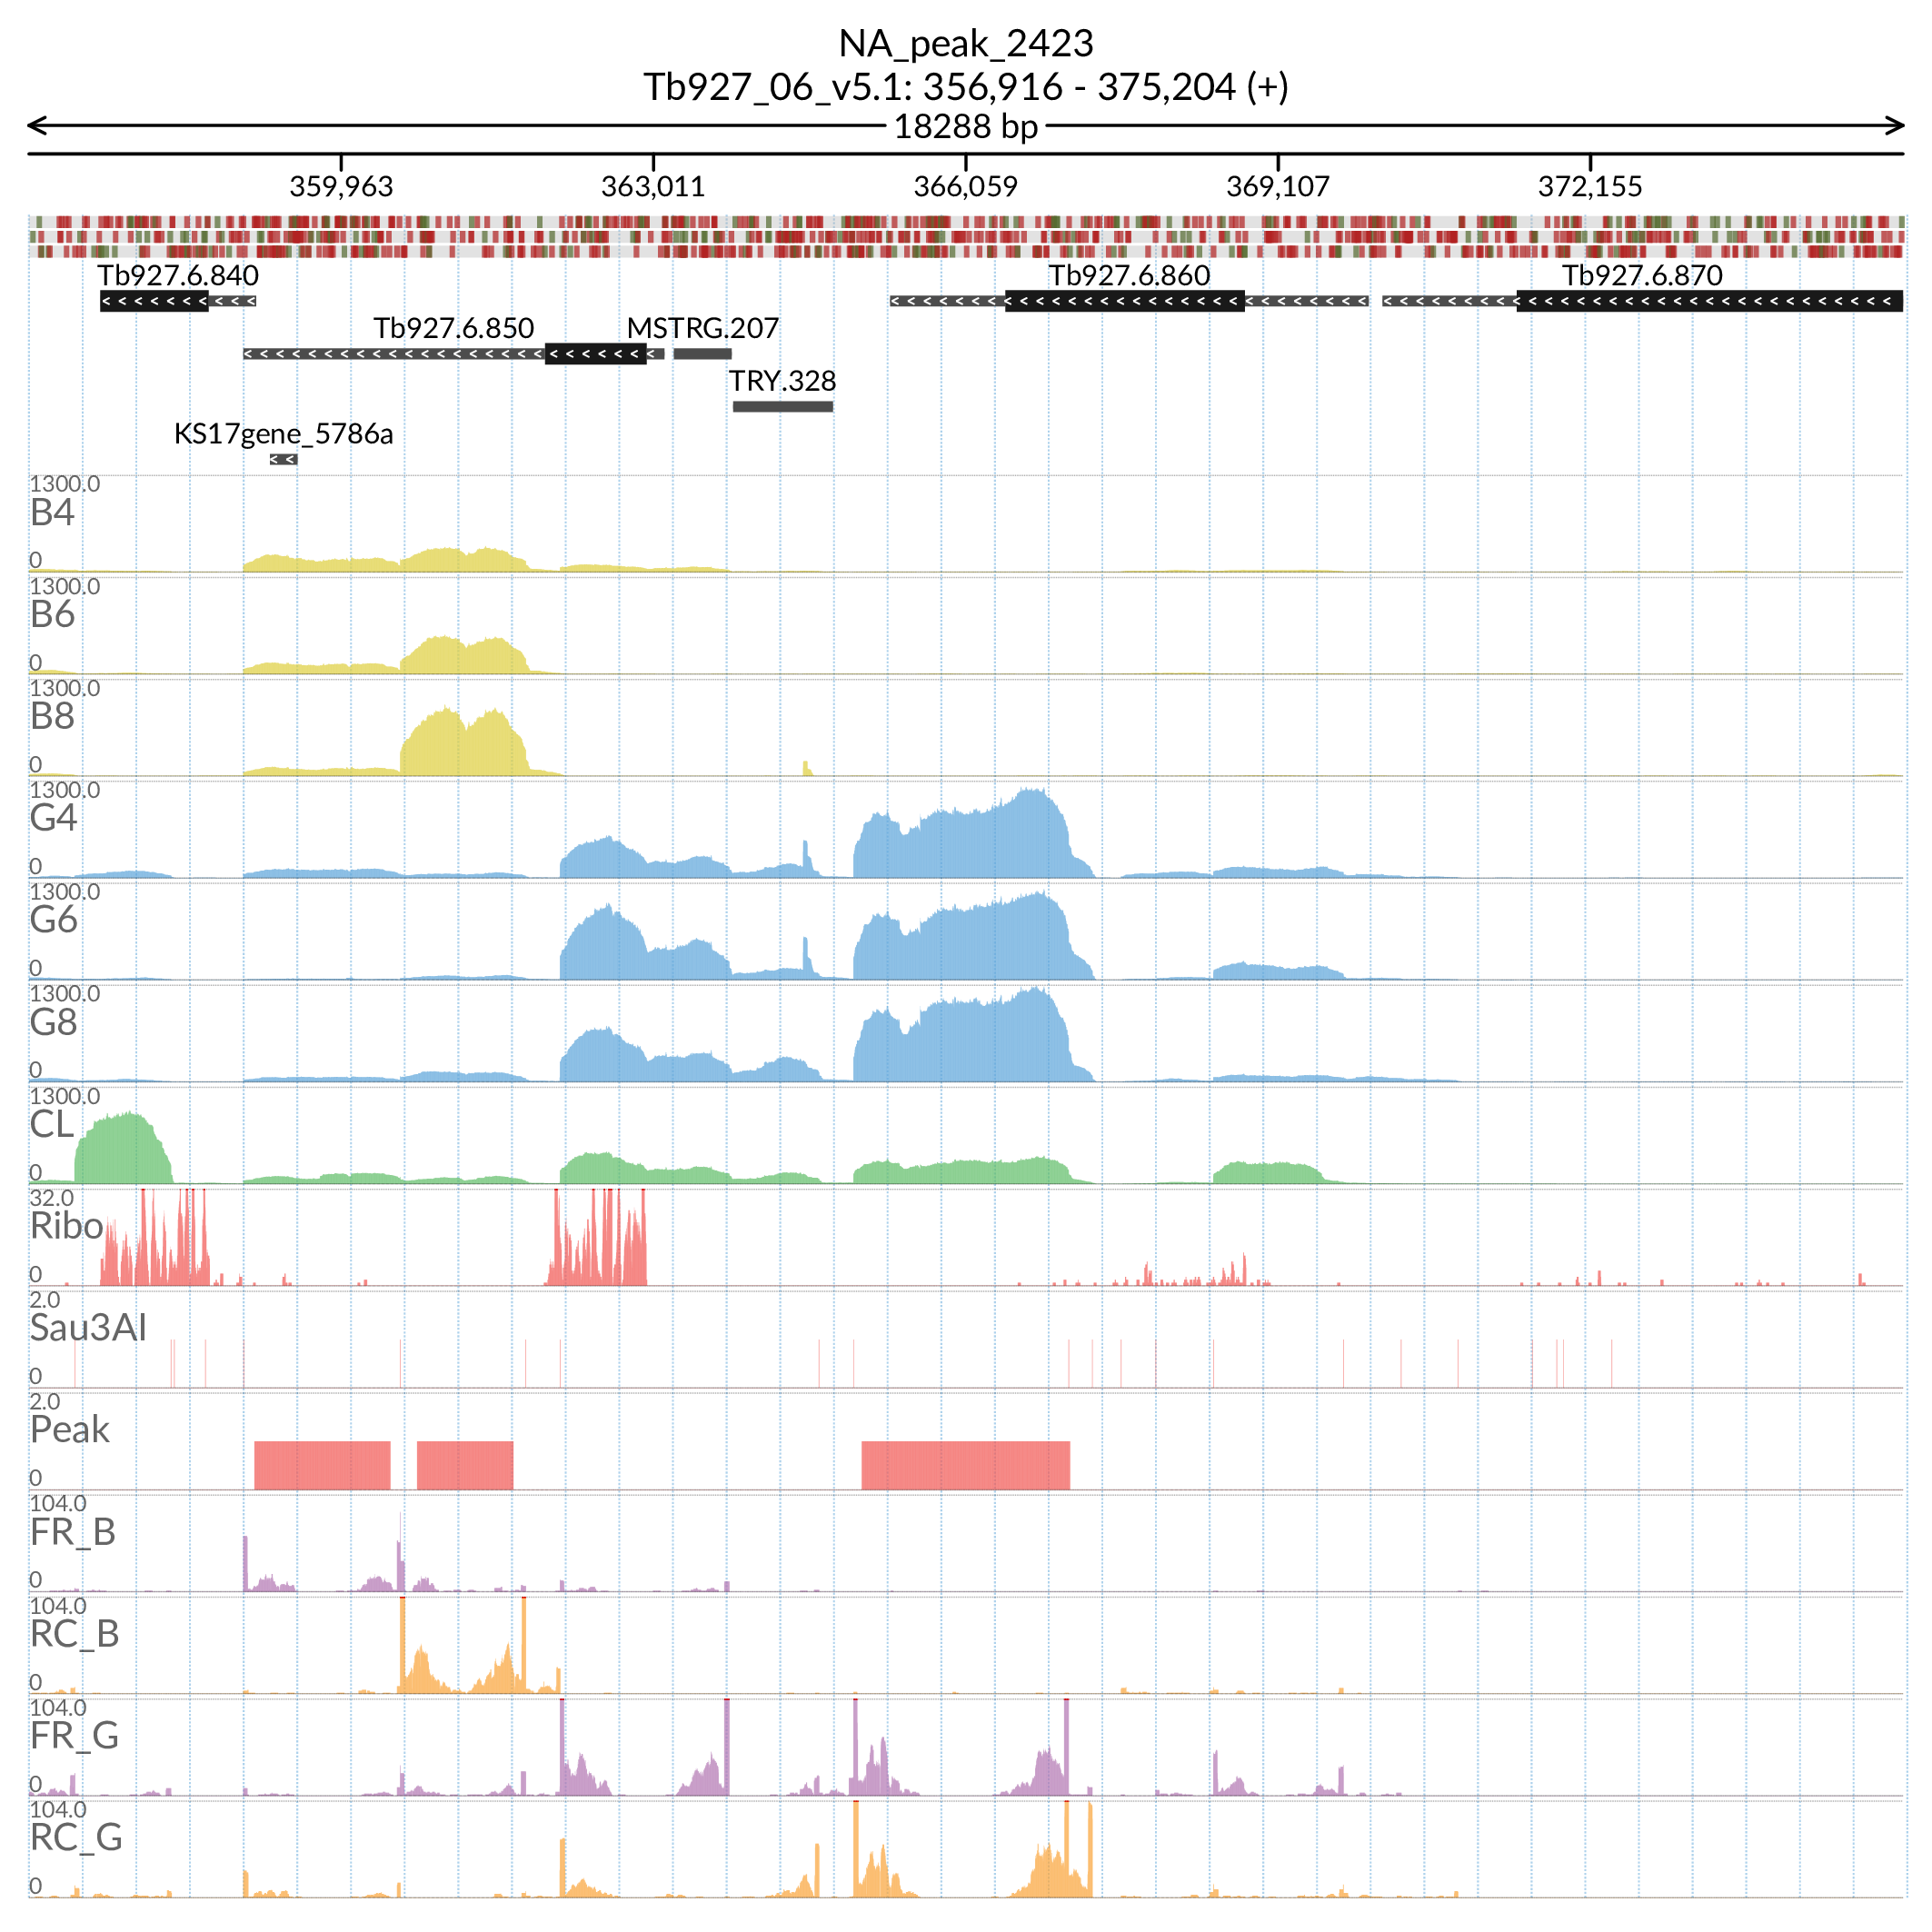 NA_peak_2423
Tb927_06_v5.1: 356,916 - 375,204 (+)
18288 bp
359,963 363,011 366,059 369,107 372,155
Tb927.6.840 Tb927.6.860 Tb927.6.870
Tb927.6.850 MSTRG.207
TRY.328
KS17gene_5786a
1300.0
B4
0
1300.0
B6
0
1300.0
B8
0
1300.0
G4
0
1300.0
G6
0
1300.0
G8
0
1300.0
CL
0
32.0
Ribo
0
2.0
Sau3AI
0
2.0
Peak
0
104.0
FR_B
0
104.0
RC_B
0
104.0
FR_G
0
104.0
RC_G
0